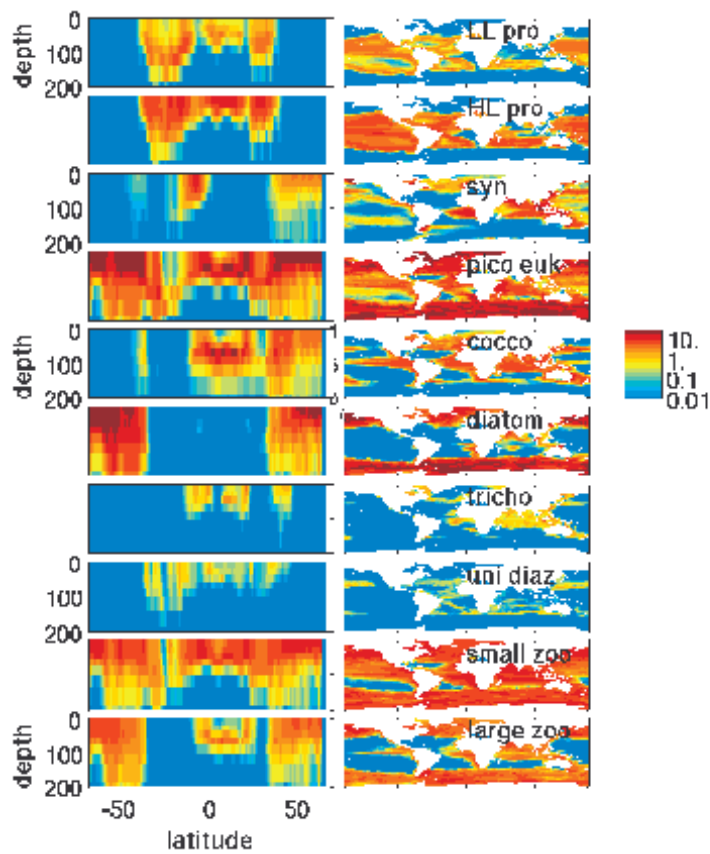 depth
0
100
200
LL pro
HL pro
0
100
200
syn
pico euk
depth
0
100
200
cocco
10.
1.
0.1
0.01
diatom
tricho
0
100
200
uni diaz
small zoo
depth
0
100
200
large zoo
-50 0 50
latitude